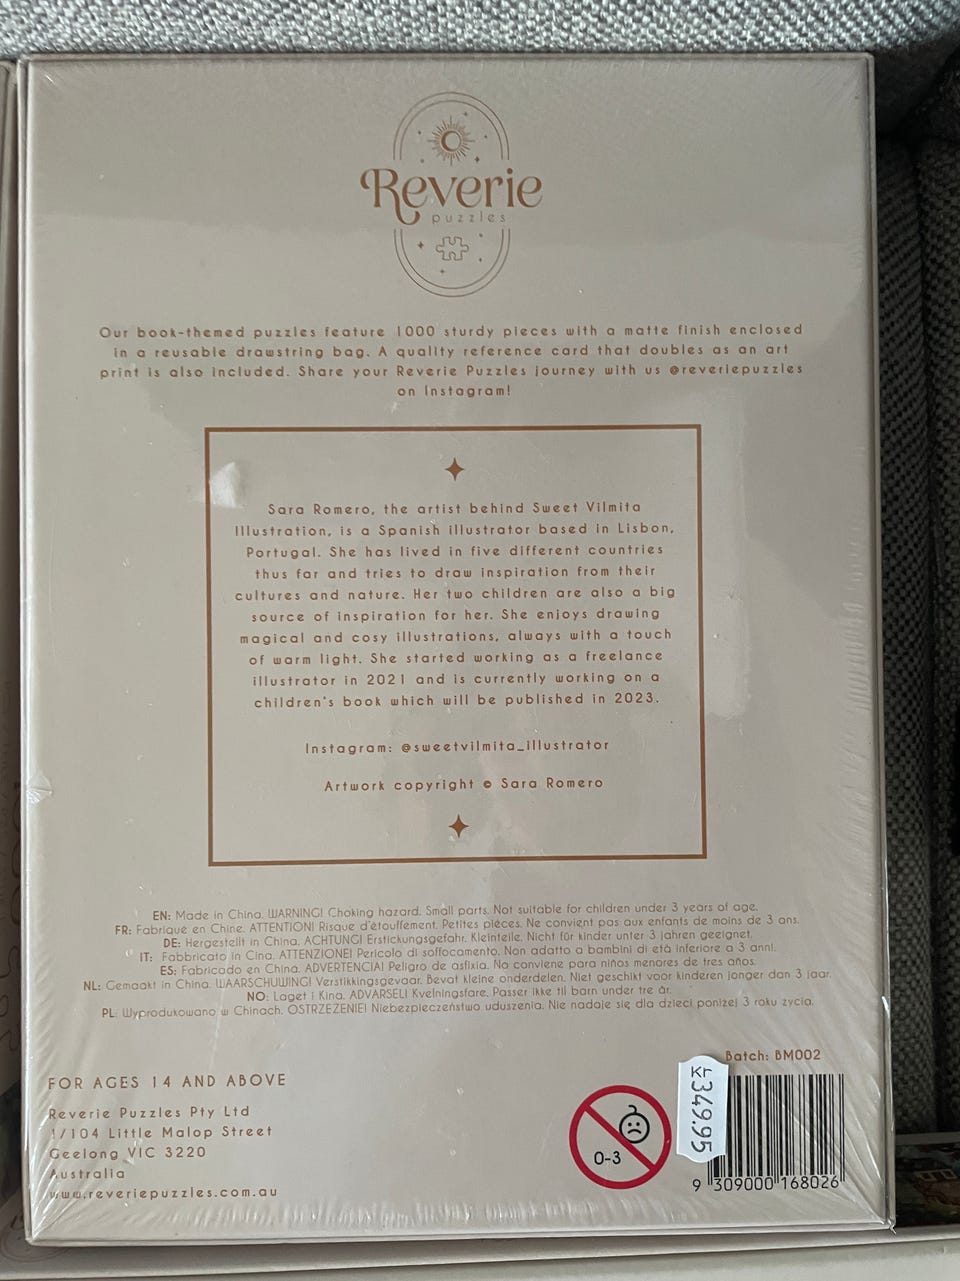 Reverie
puzzles
Our book-themed puzzles feature 1000 sturdy pieces with a matte finish enclosed
in a reusable drawstring bag. A quality reference card that doubles as an art
print is also included. Share your Reverie Puzzles journey with us @reveriepuzzles
on Instagram!
Sara Romero, the artist behind Sweet Vilmita
Illustration, is a Spanish illustrator based in Lisbon,
Portugal. She has lived in five different countries
thus far and tries to draw inspiration from their
cultures and nature. Her two children are also a big
source of inspiration for her. She enjoys drawing
magical and cosy illustrations, always with a touch
of warm light. She started working as a freelance
illustrator in 2021 and is currently working on a
children's book which will be published in 2023.
Instagram: @sweetvilmita_illustrator
Artwork copyright © Sara Romero
EN: Made in China. WARNING! Choking hazard. Small parts. Not suitable for children under 3 years of age.
FR: Fabriqué en Chine. ATTENTION! Risque d'étouffement. Petites pièces. Ne convient pas aux enfants de moins de 3 ans.
DE: Hergestellt in China. ACHTUNG! Erstickungsgefahr. Kleinteile. Nicht für kinder unter 3 jahren geeignet.
IT: Fabbricato in Cina. ATTENZIONE! Pericolo di soffocamento. Non adatto a bambini di età inferiore a 3 anni.
ES: Fabricado en China. ADVERTENCIA! Peligro de asfixia. No conviene para niños menores de tres años.
NL: Gemaakt in China. WAARSCHUWING! Verstikkingsgevaar. Bevat kleine onderdelen. Niet geschikt voor kinderen jonger dan 3 jaar.
NO: Laget i Kina. ADVARSEL! Kvelningsfare. Passer ikke til barn under tre år.
PL: Wyprodukowano w Chinach. OSTRZEŻENIE! Niebezpieczeństwo uduszenia. Nie nadaje się dla dzieci poniżej 3 roku życia.
Batch: BM002
FOR AGES 14 AND ABOVE
Reverie Puzzles Pty Ltd
1/104 Little Malop Street
Geelong VIC 3220
Australia
www.reveriepuzzles.com.au
0-3
349.95
9 309000 168026